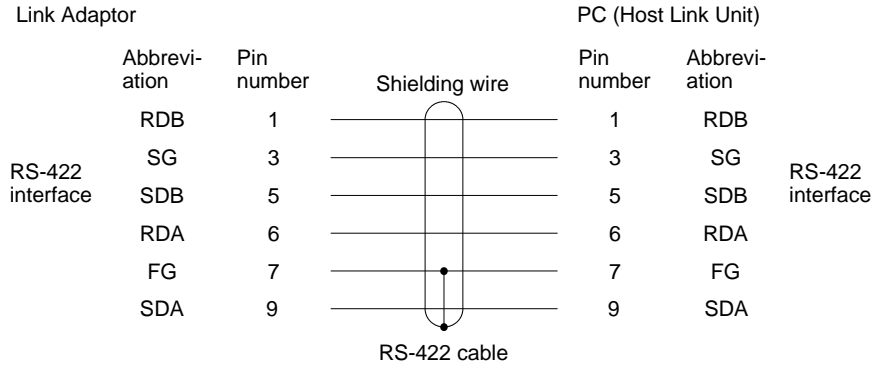 Link Adaptor PC (Host Link Unit)
Abbrevi- Pin Pin Abbrevi-
ation number Shielding wire number ation
RDB 1 1 RDB
SG 3 3 SG
RS-422 RS-422
interface SDB 5 5 SDB interface
RDA 6 6 RDA
FG 7 7 FG
SDA 9 9 SDA
RS-422 cable